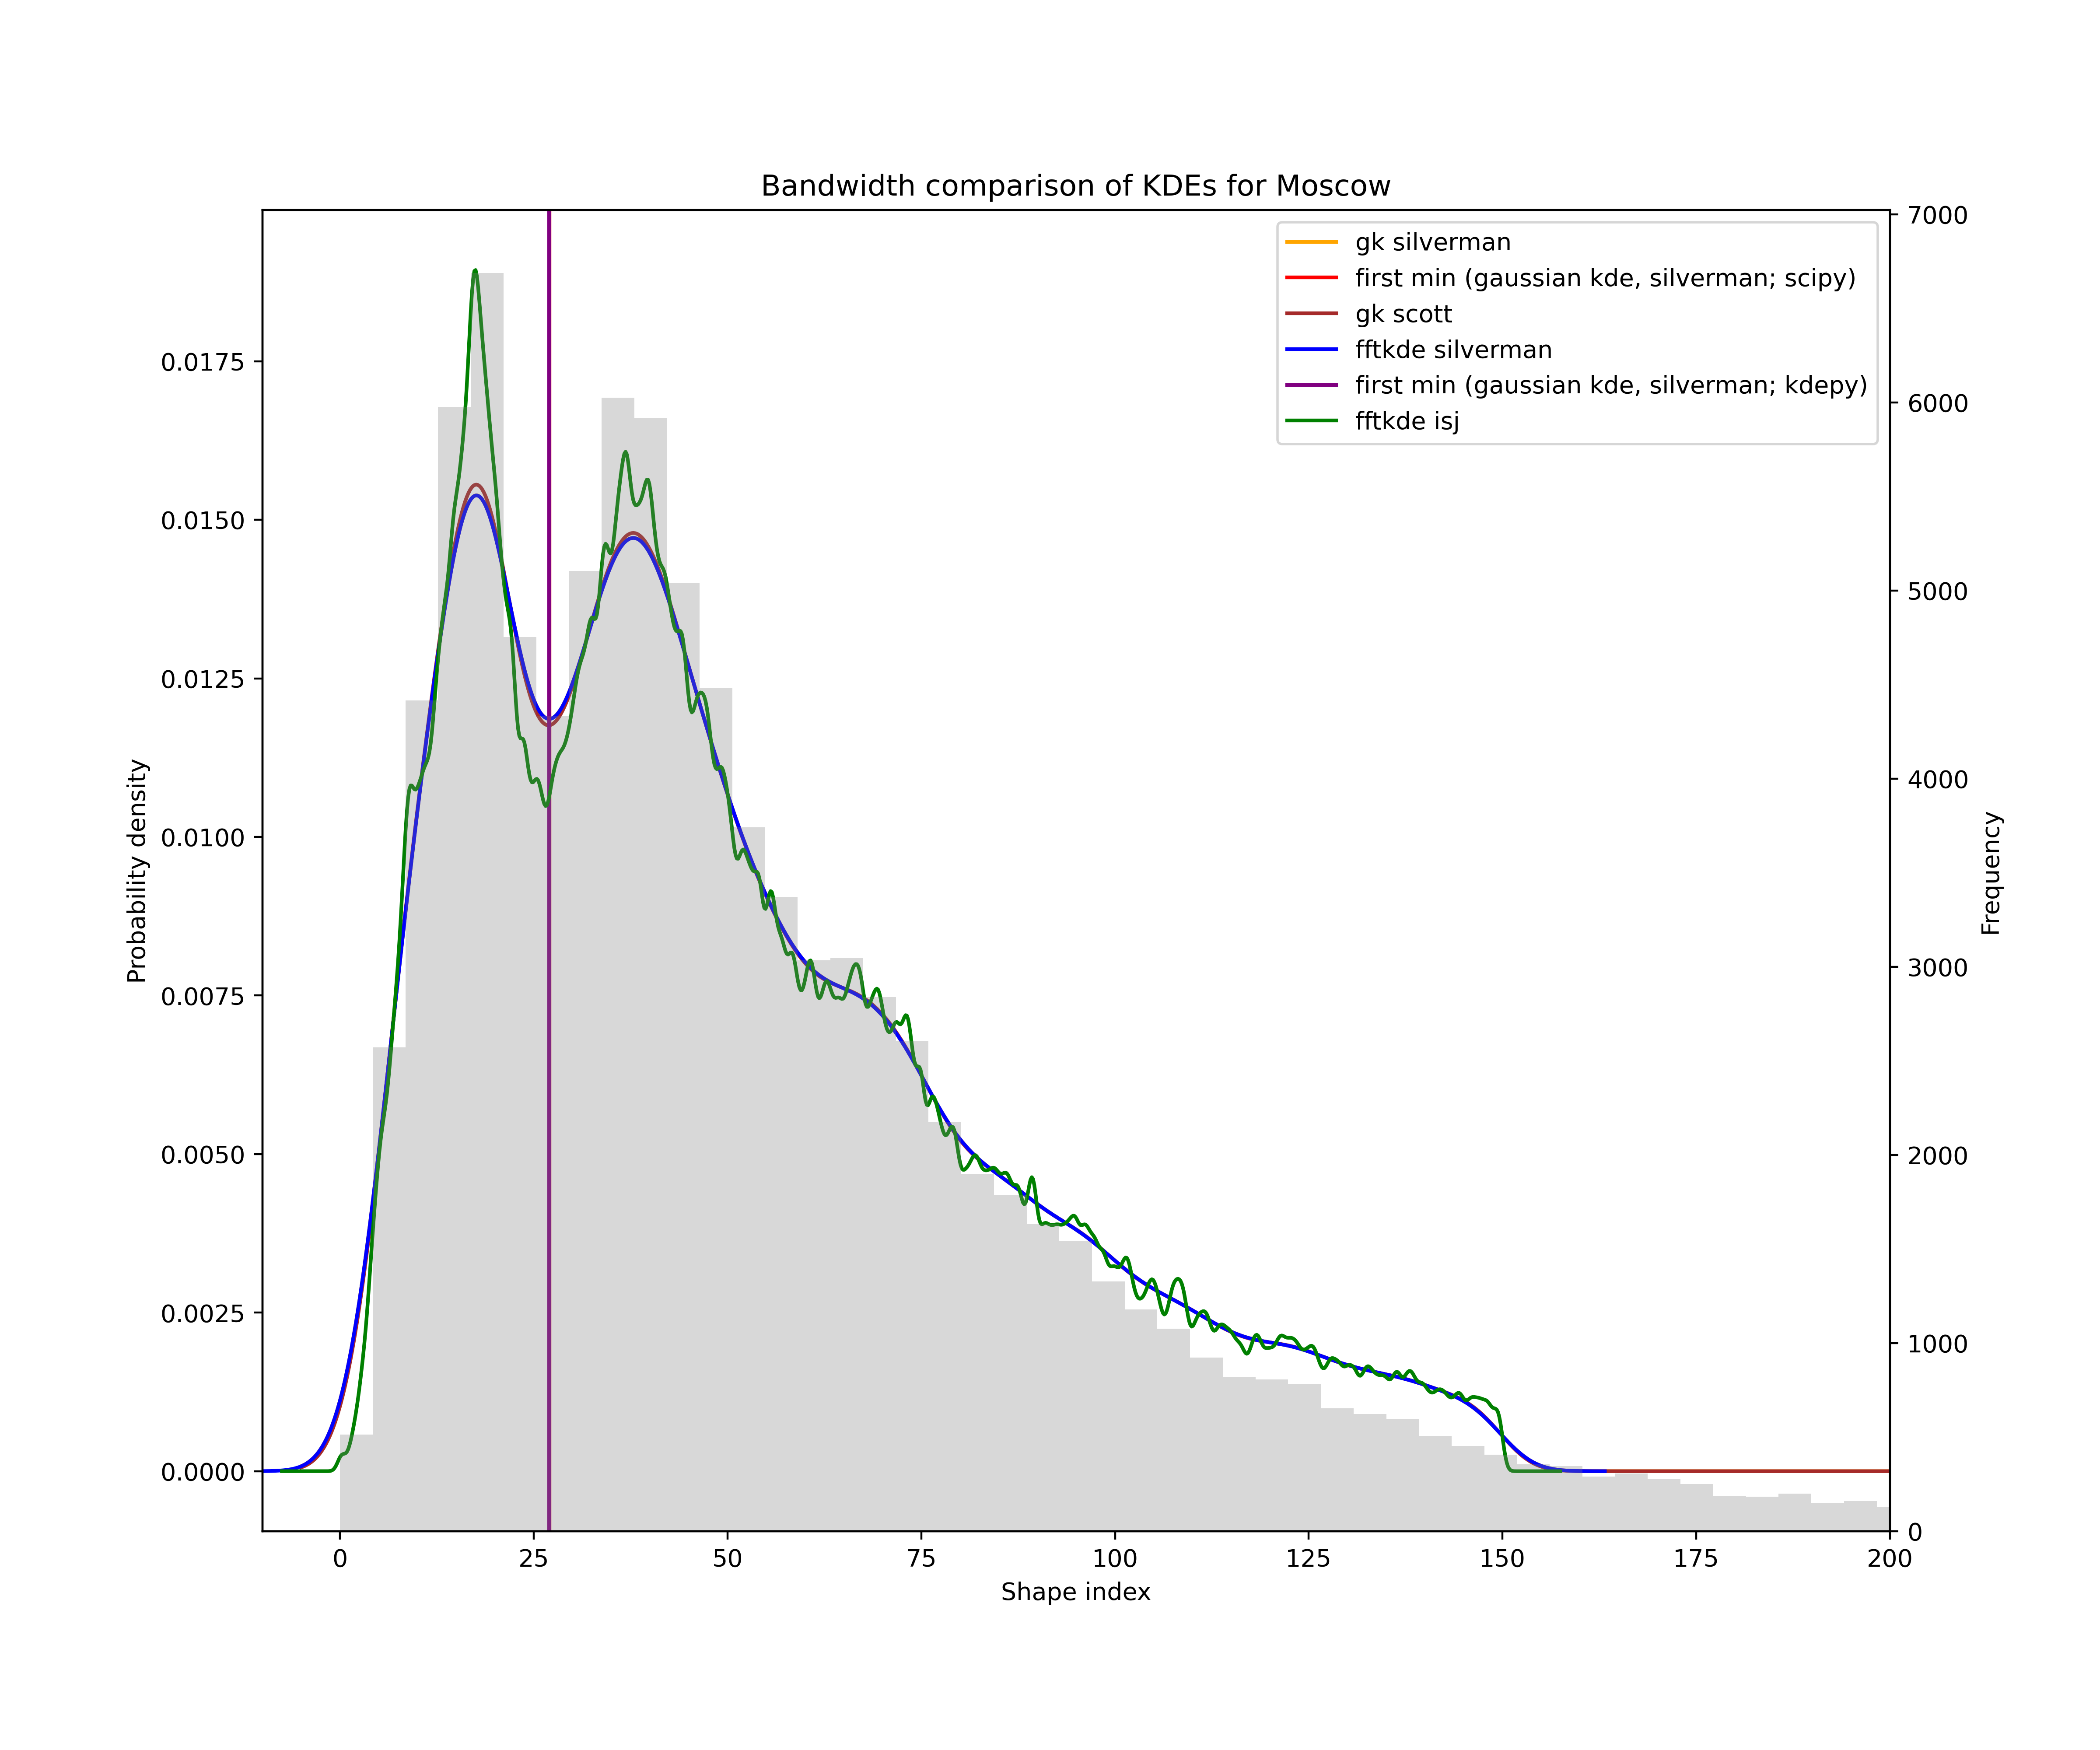 Bandwidth comparison of KDEs for Moscow
gk silverman
first min (gaussian kde, silverman; scipy)
gk scott
fftkde silverman
first min (gaussian kde, silverman; kdepy)
fftkde isj
Probability density
0.0175
0.0150
0.0125
0.0100
0.0075
0.0050
0.0025
0.0000
7000
6000
5000
4000
3000
2000
1000
0
Frequency
0 25 50 75 100 125 150 175 200
Shape index